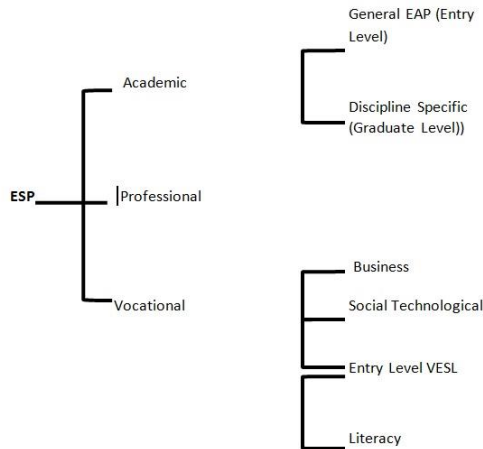 General EAP (Entry
Level)
Academic
Discipline Specific
(Graduate Level))
ESP
Professional
Business
Vocational
Social Technological
Entry Level VESL
Literacy